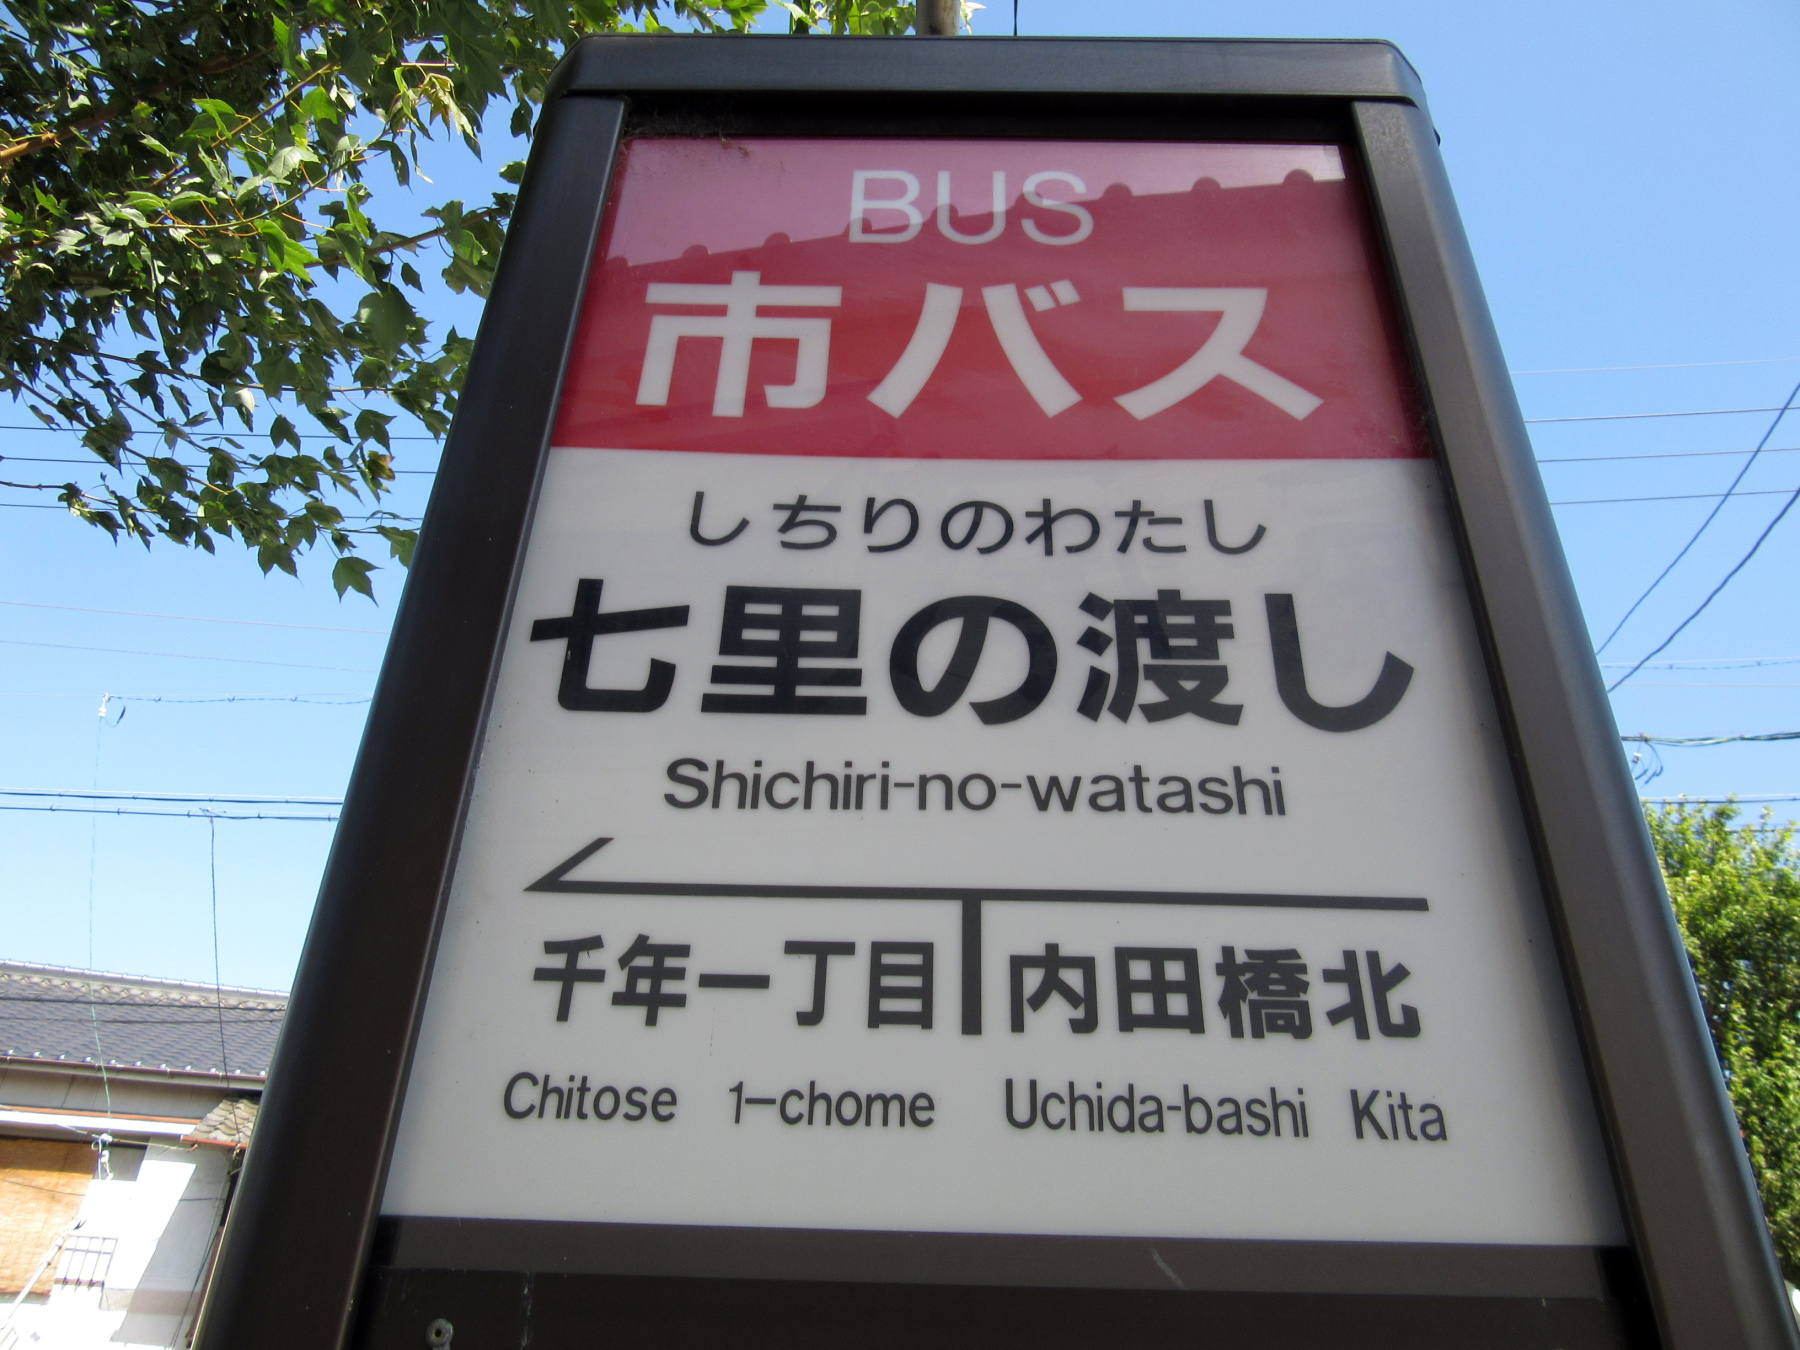 BUS
市バス
しちりのわたし
七里の渡し
Shichiri-no-watashi
千年一丁目 内田橋北
Chitose 1-chome Uchida-bashi Kita